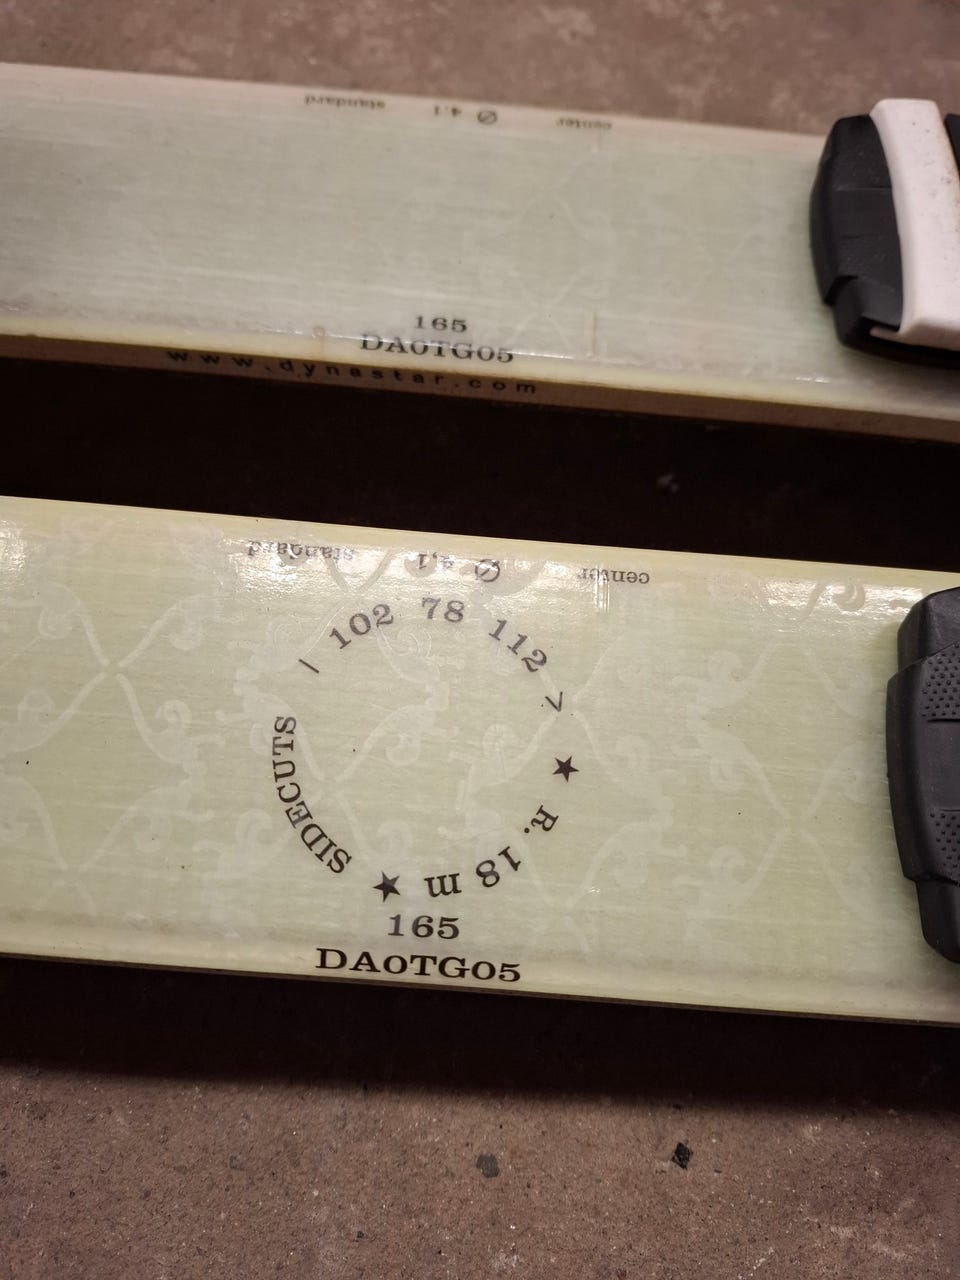 standard ∅ 4.1 center
165
DA0TG05
www.dynastar.com
standard ∅ 4,1 center
SIDECUTS / 102 78 112 >
★ R. 18 m ★
165
DA0TG05